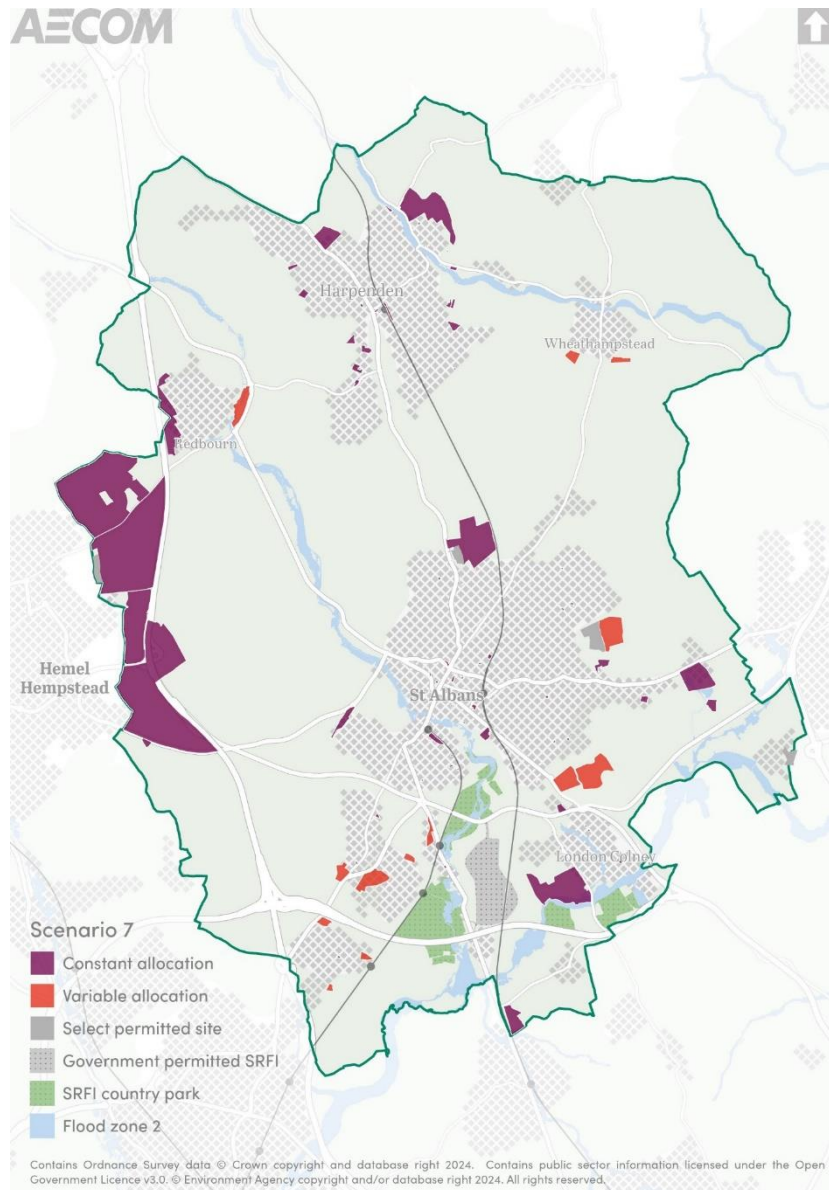 AECOM
Harpenden
Wheathampstead
Redbourn
Hemel
Hempstead
St Albans
London Colney
Scenario 7
Constant allocation
Variable allocation
Select permitted site
Government permitted SRFI
SRFI country park
Flood zone 2
Contains Ordnance Survey data © Crown copyright and database right 2024. Contains public sector information licensed under the Open
Government Licence v3.0. © Environment Agency copyright and/or database right 2024. All rights reserved.